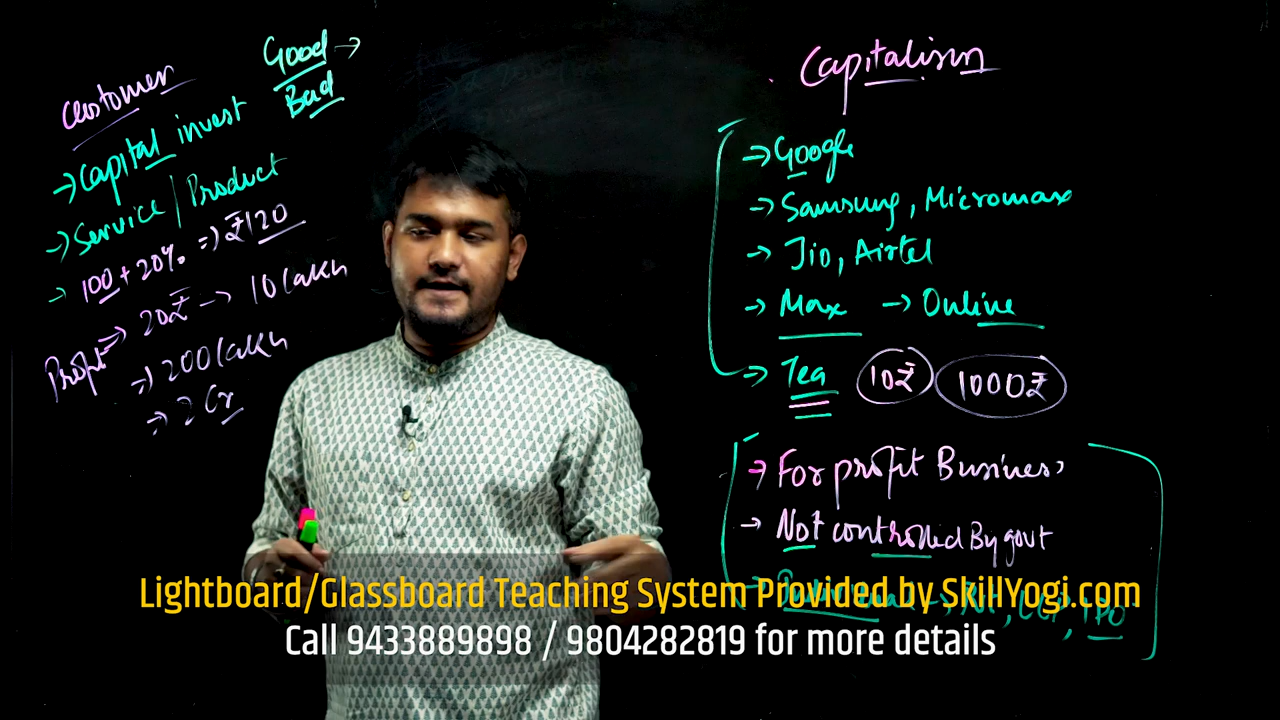 Customer
Good →
Bad
→ Capital invest
→ Service | Product
→ 100 + 20% ⇒ ₹120
Profit ⇒ 20₹ → 10 lakh
⇒ 200 lakh
⇒ 2 Cr
Capitalism
→ Google
→ Samsung, Micromax
→ Jio, Airtel
→ Max → Online
→ Tea 10₹ 1000₹
→ For profit Business
→ Not controlled By govt
IPO
Lightboard/Glassboard Teaching System Provided by SkillYogi.com
Call 9433889898 / 9804282819 for more details